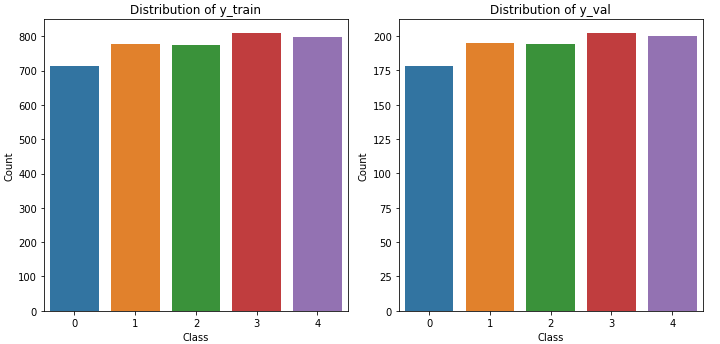 Distribution of y_train
Count
800
700
600
500
400
300
200
100
0
0 1 2 3 4
Class
Distribution of y_val
Count
200
175
150
125
100
75
50
25
0
0 1 2 3 4
Class